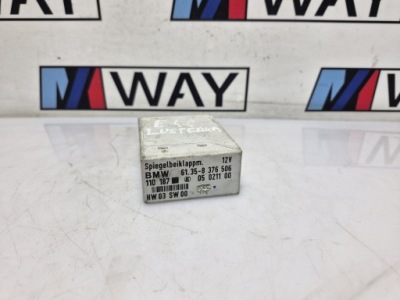 WAY
M WAY
M WAY
Spiegelbeiklappm. 12V
BMW 61.35-8 376 506
110 187 05 0211 00
HW 03 SW 00